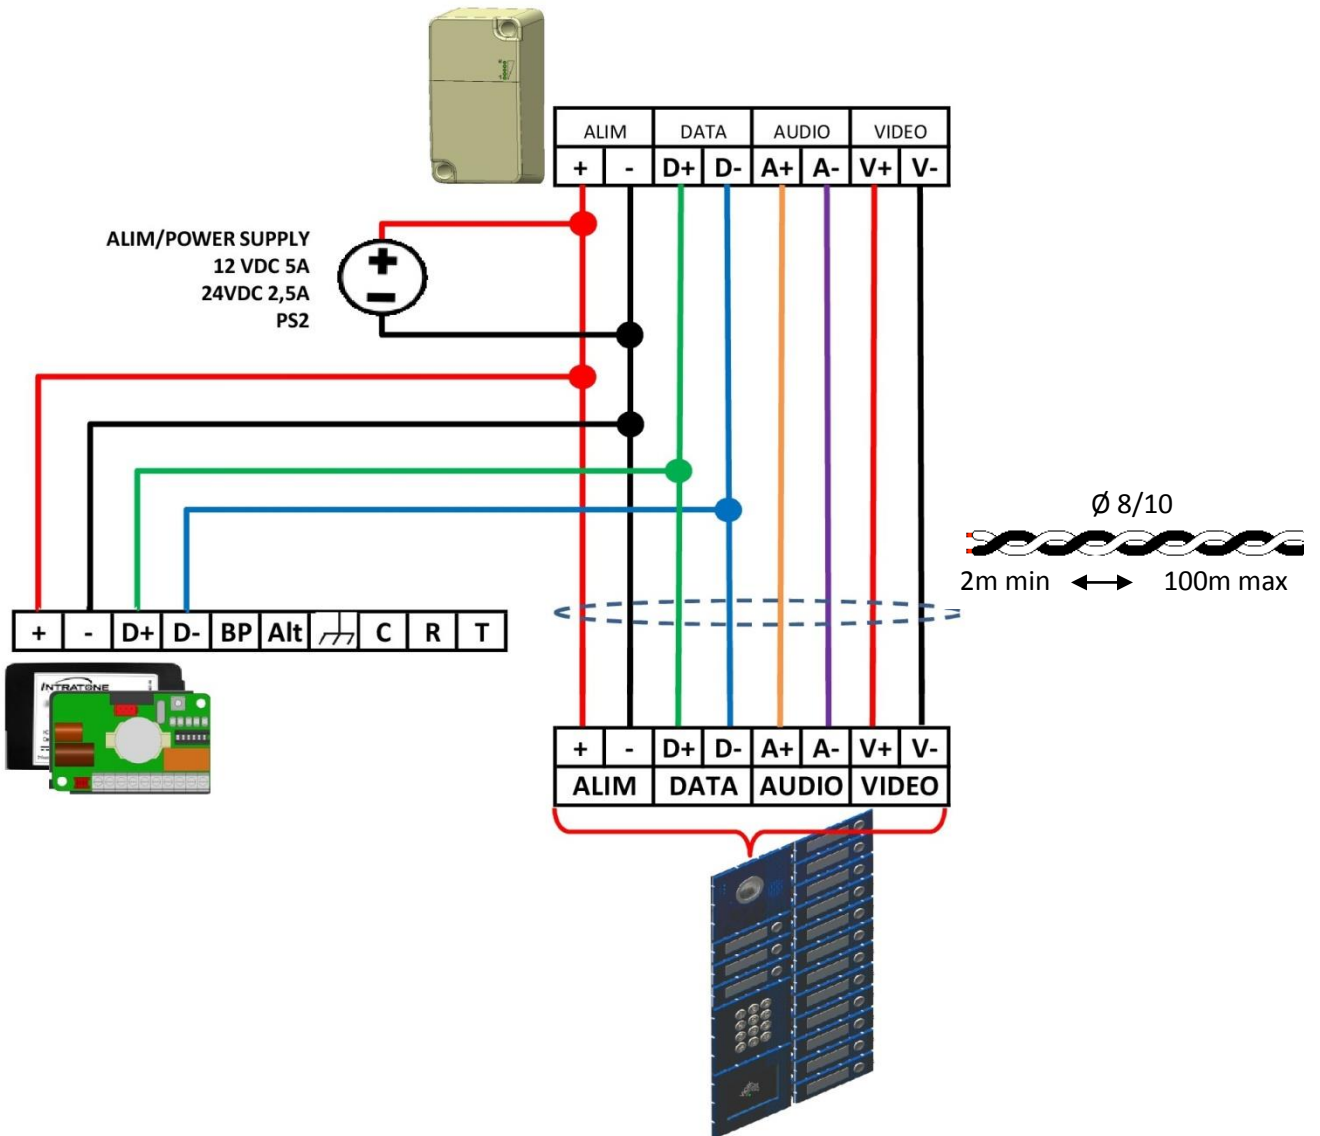 ALIM DATA AUDIO VIDEO
+ - D+ D- A+ A- V+ V-
ALIM/POWER SUPPLY
12 VDC 5A
24VDC 2,5A
PS2
+
-
Ø 8/10
2m min 100m max
+ - D+ D- BP Alt C R T
INTRATONE
+ - D+ D- A+ A- V+ V-
ALIM DATA AUDIO VIDEO